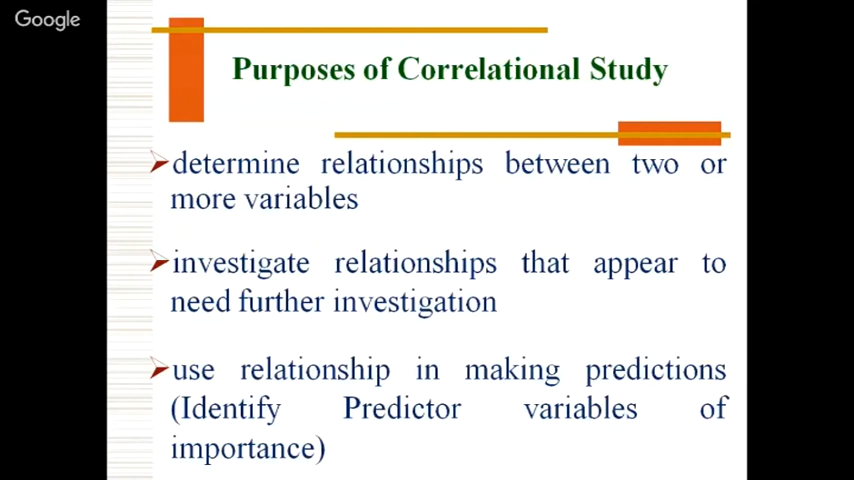 Google
Purposes of Correlational Study
determine relationships between two or
more variables
investigate relationships that appear to
need further investigation
use relationship in making predictions
(Identify Predictor variables of
importance)